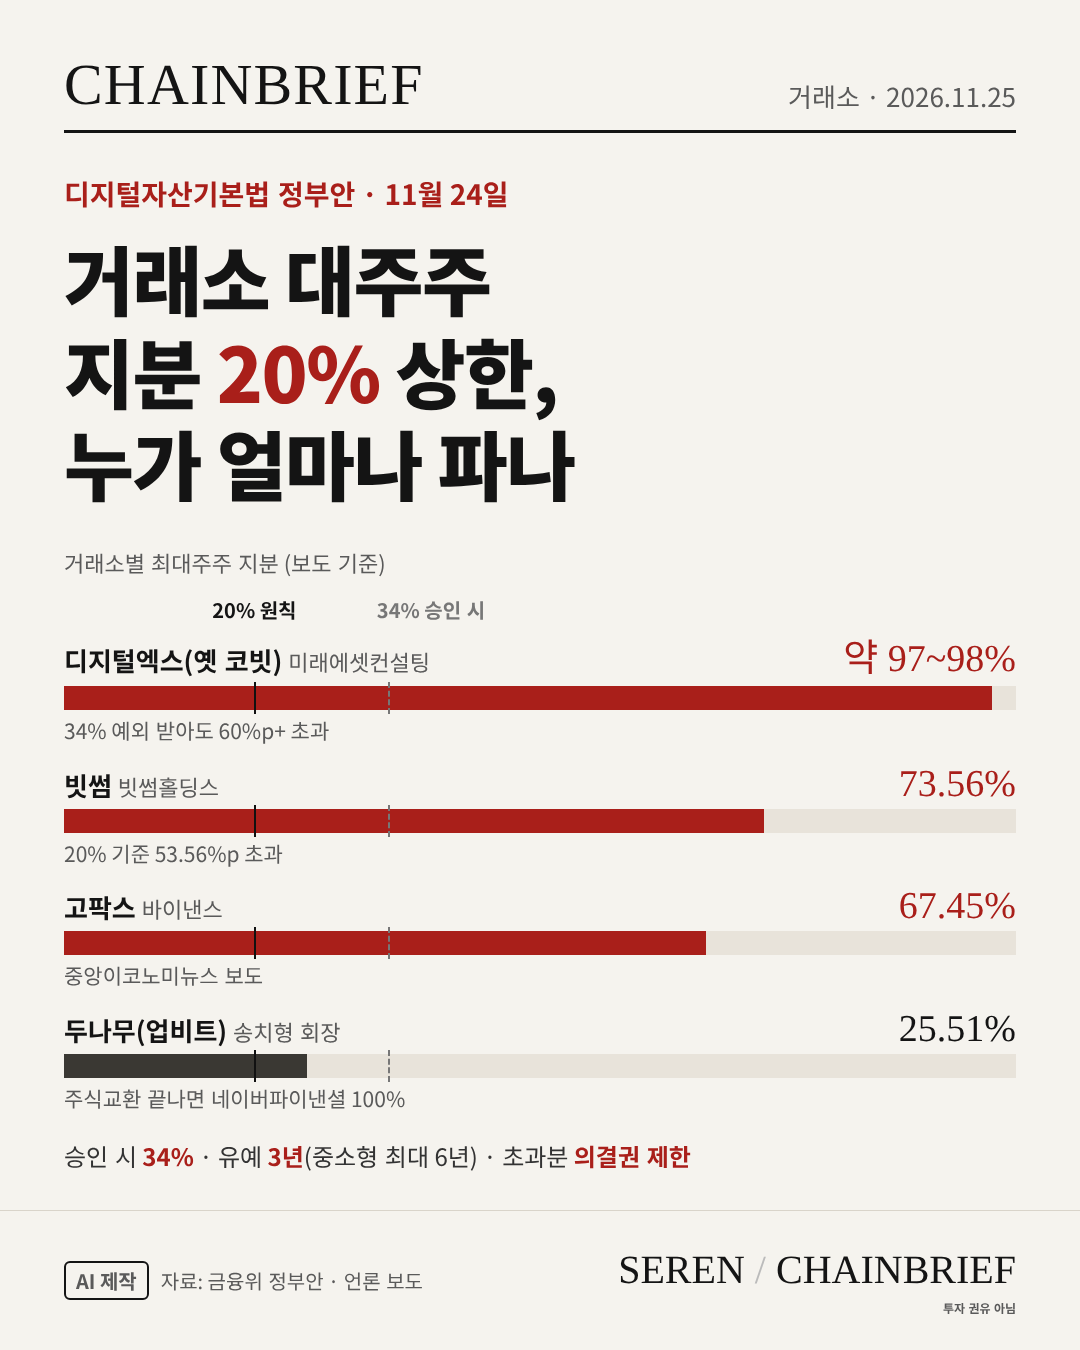 CHAINBRIEF
거래소 · 2026.11.25
디지털자산기본법 정부안 · 11월 24일
거래소 대주주
지분 20% 상한,
누가 얼마나 파나
거래소별 최대주주 지분 (보도 기준)
20% 원칙 34% 승인 시
디지털엑스(옛 코빗) 미래에셋컨설팅 약 97~98%
34% 예외 받아도 60%p+ 초과
빗썸 빗썸홀딩스 73.56%
20% 기준 53.56%p 초과
고팍스 바이낸스 67.45%
중앙이코노미뉴스 보도
두나무(업비트) 송치형 회장 25.51%
주식교환 끝나면 네이버파이낸셜 100%
승인 시 34% · 유예 3년(중소형 최대 6년) · 초과분 의결권 제한
AI 제작 자료: 금융위 정부안 · 언론 보도
SEREN / CHAINBRIEF
투자 권유 아님